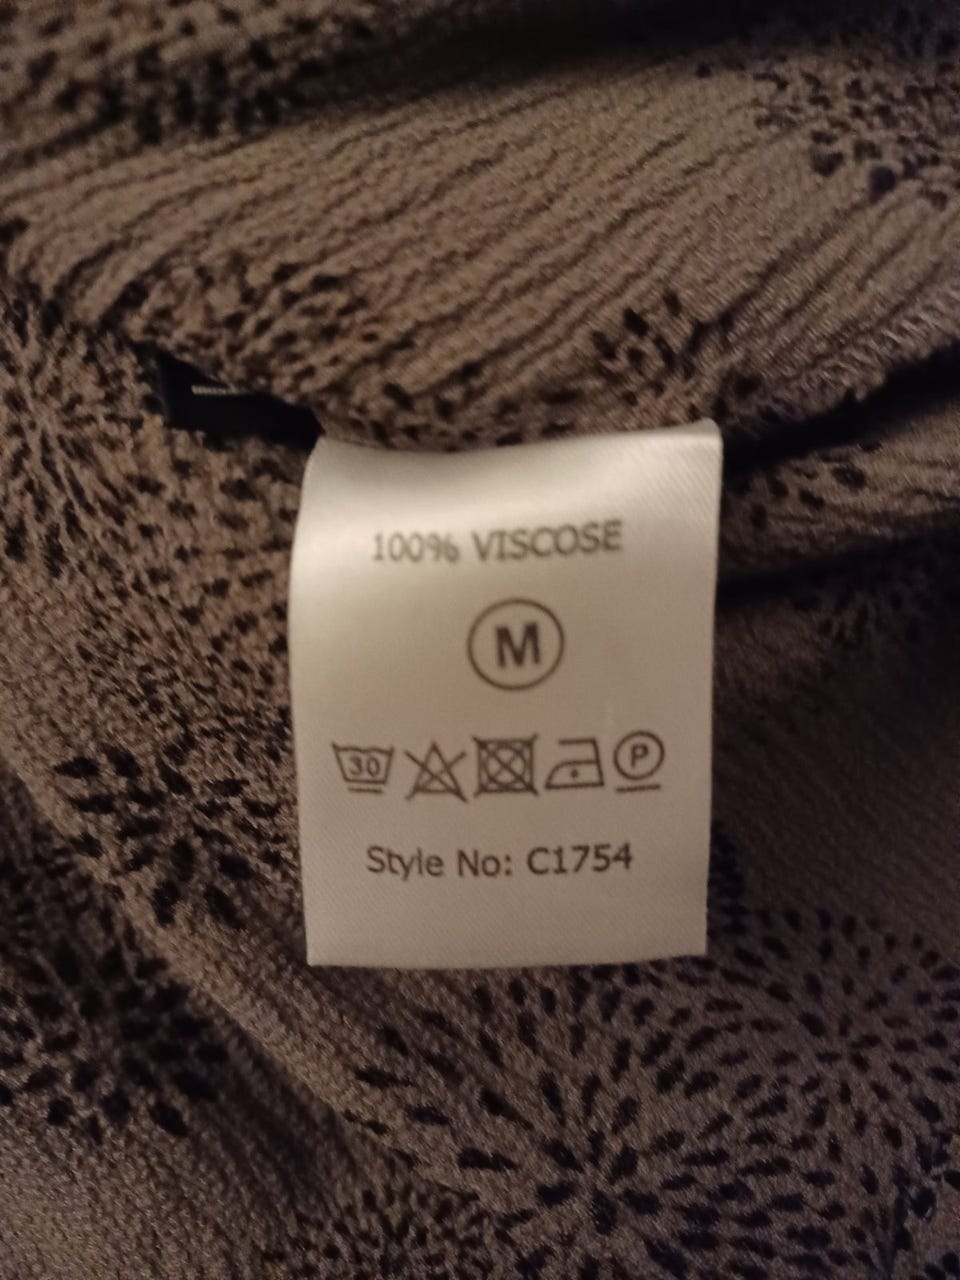 100% VISCOSE
M
30 P
Style No: C1754